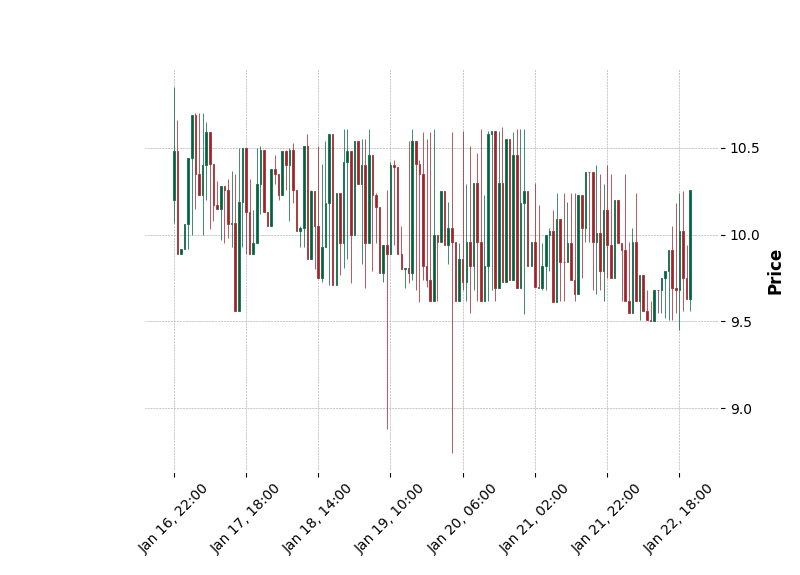 10.5
10.0
9.5
9.0
Price
Jan 16, 22:00
Jan 17, 18:00
Jan 18, 14:00
Jan 19, 10:00
Jan 20, 06:00
Jan 21, 02:00
Jan 21, 22:00
Jan 22, 18:00